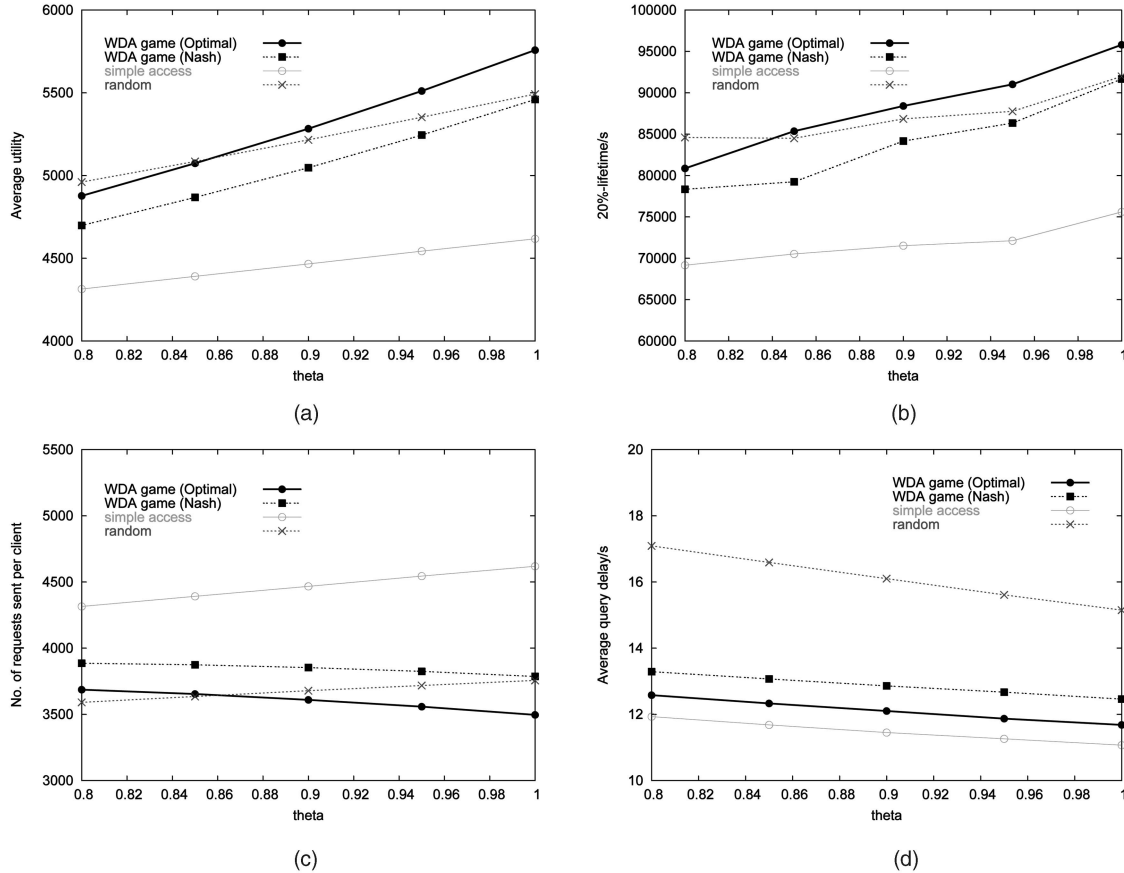 6000
5500
5000
4500
4000
Average utility
WDA game (Optimal)
WDA game (Nash)
simple access
random
0.8 0.82 0.84 0.86 0.88 0.9 0.92 0.94 0.96 0.98 1
theta
(a)
100000
95000
90000
85000
80000
75000
70000
65000
60000
20%-lifetime/s
WDA game (Optimal)
WDA game (Nash)
simple access
random
0.8 0.82 0.84 0.86 0.88 0.9 0.92 0.94 0.96 0.98 1
theta
(b)
5500
5000
4500
4000
3500
3000
No. of requests sent per client
WDA game (Optimal)
WDA game (Nash)
simple access
random
0.8 0.82 0.84 0.86 0.88 0.9 0.92 0.94 0.96 0.98 1
theta
(c)
20
18
16
14
12
10
Average query delay/s
WDA game (Optimal)
WDA game (Nash)
simple access
random
0.8 0.82 0.84 0.86 0.88 0.9 0.92 0.94 0.96 0.98 1
theta
(d)